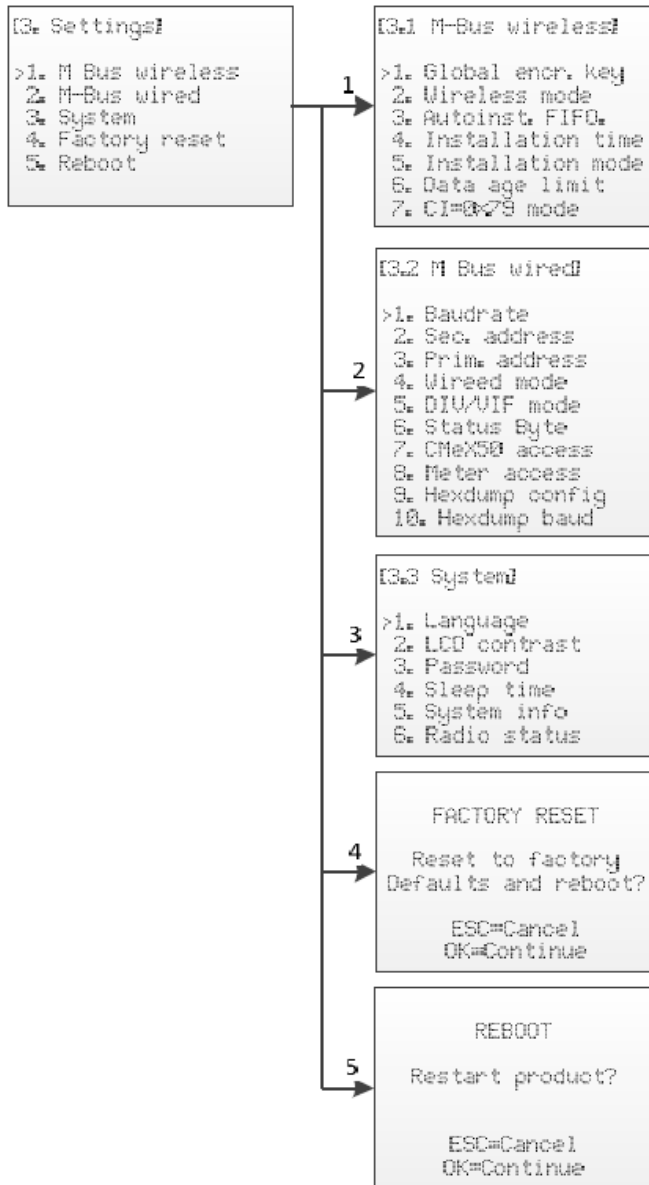 [3. Settings]
>1. M Bus wireless
2. M-Bus wired
3. System
4. Factory reset
5. Reboot
1
[3.1 M-Bus wireless]
>1. Global encr. key
2. Wireless mode
3. Autoinst. FIFO.
4. Installation time
5. Installation mode
6. Data age limit
7. CI=0x79 mode
2
[3.2 M Bus wired]
>1. Baudrate
2. Sec. address
3. Prim. address
4. Wireed mode
5. DIV/VIF mode
6. Status Byte
7. CMeX50 access
8. Meter access
9. Hexdump config
10. Hexdump baud
3
[3.3 System]
>1. Language
2. LCD contrast
3. Password
4. Sleep time
5. System info
6. Radio status
4
FACTORY RESET
Reset to factory
Defaults and reboot?
ESC=Cancel
OK=Continue
5
REBOOT
Restart product?
ESC=Cancel
OK=Continue